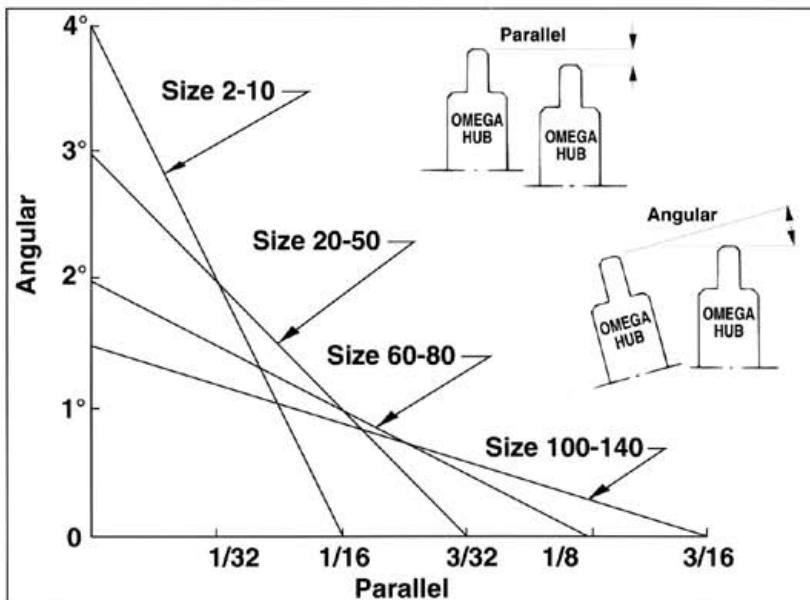 4°
3°
2°
1°
0
Angular
Size 2-10
Size 20-50
Size 60-80
Size 100-140
Parallel
OMEGA
HUB
OMEGA
HUB
Angular
OMEGA
HUB
OMEGA
HUB
1/32
1/16
3/32
1/8
3/16
Parallel